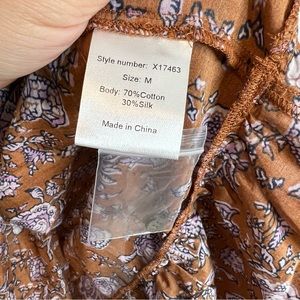 Style number: X17463
Size: M
Body: 70%Cotton
30%Silk
Made in China